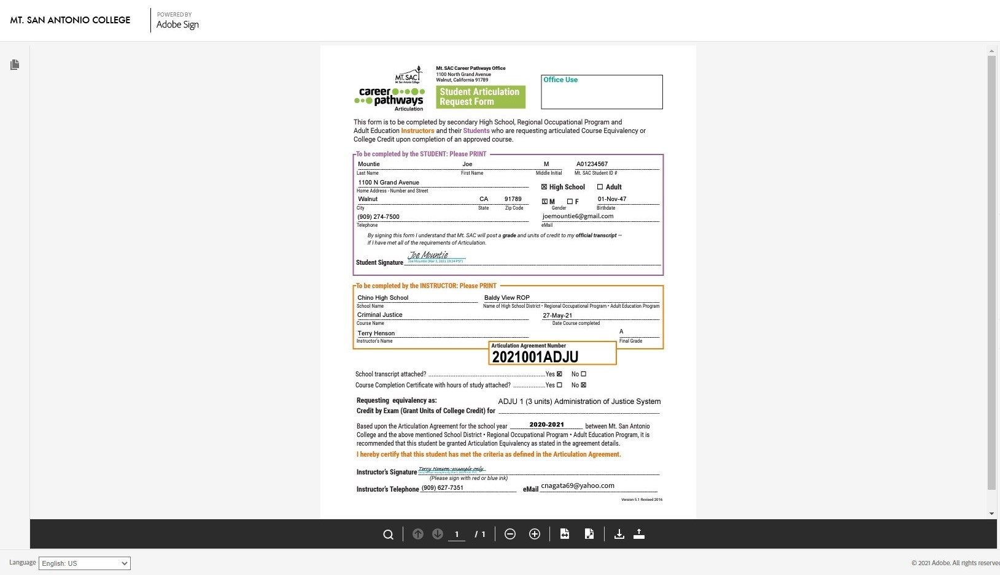 MT. SAN ANTONIO COLLEGE
POWERED BY
Adobe Sign
MT. SAC
Mt. San Antonio College
career
pathways
Articulation
Mt. SAC Career Pathways Office
1100 North Grand Avenue
Walnut, California 91789
Student Articulation
Request Form
Office Use
This form is to be completed by secondary High School, Regional Occupational Program and
Adult Education Instructors and their Students who are requesting articulated Course Equivalency or
College Credit upon completion of an approved course.
To be completed by the STUDENT: Please PRINT
Mountie Joe M A01234567
Last Name First Name Middle Initial Mt. SAC Student ID #
1100 N Grand Avenue ☒ High School ☐ Adult
Home Address - Number and Street
Walnut CA 91789 ☒ M ☐ F 01-Nov-47
City State Zip Code Gender Birthdate
(909) 274-7500 joemountie6@gmail.com
Telephone eMail
By signing this form I understand that Mt. SAC will post a grade and units of credit to my official transcript –
if I have met all of the requirements of Articulation.
Joe Mountie
Student Signature Joe Mountie (Mar 3, 2021 19:24 PST)
To be completed by the INSTRUCTOR: Please PRINT
Chino High School Baldy View ROP
School Name Name of High School District • Regional Occupational Program • Adult Education Program
Criminal Justice 27-May-21
Course Name Date Course completed
Terry Henson A
Instructor's Name Final Grade
Articulation Agreement Number
2021001ADJU
School transcript attached? ........ Yes ☒ No ☐
Course Completion Certificate with hours of study attached? ........ Yes ☐ No ☒
Requesting equivalency as: ADJU 1 (3 units) Administration of Justice System
Credit by Exam (Grant Units of College Credit) for
Based upon the Articulation Agreement for the school year 2020-2021 between Mt. San Antonio
College and the above mentioned School District • Regional Occupational Program • Adult Education Program, it is
recommended that this student be granted Articulation Equivalency as stated in the agreement details.
I hereby certify that this student has met the criteria as defined in the Articulation Agreement.
Instructor's Signature Terry Henson-example only
(Please sign with red or blue ink)
Instructor's Telephone (909) 627-7351 eMail cnagata69@yahoo.com
Version 5.1 Revised 2016
1 / 1
Language English: US
© 2021 Adobe. All rights reserved